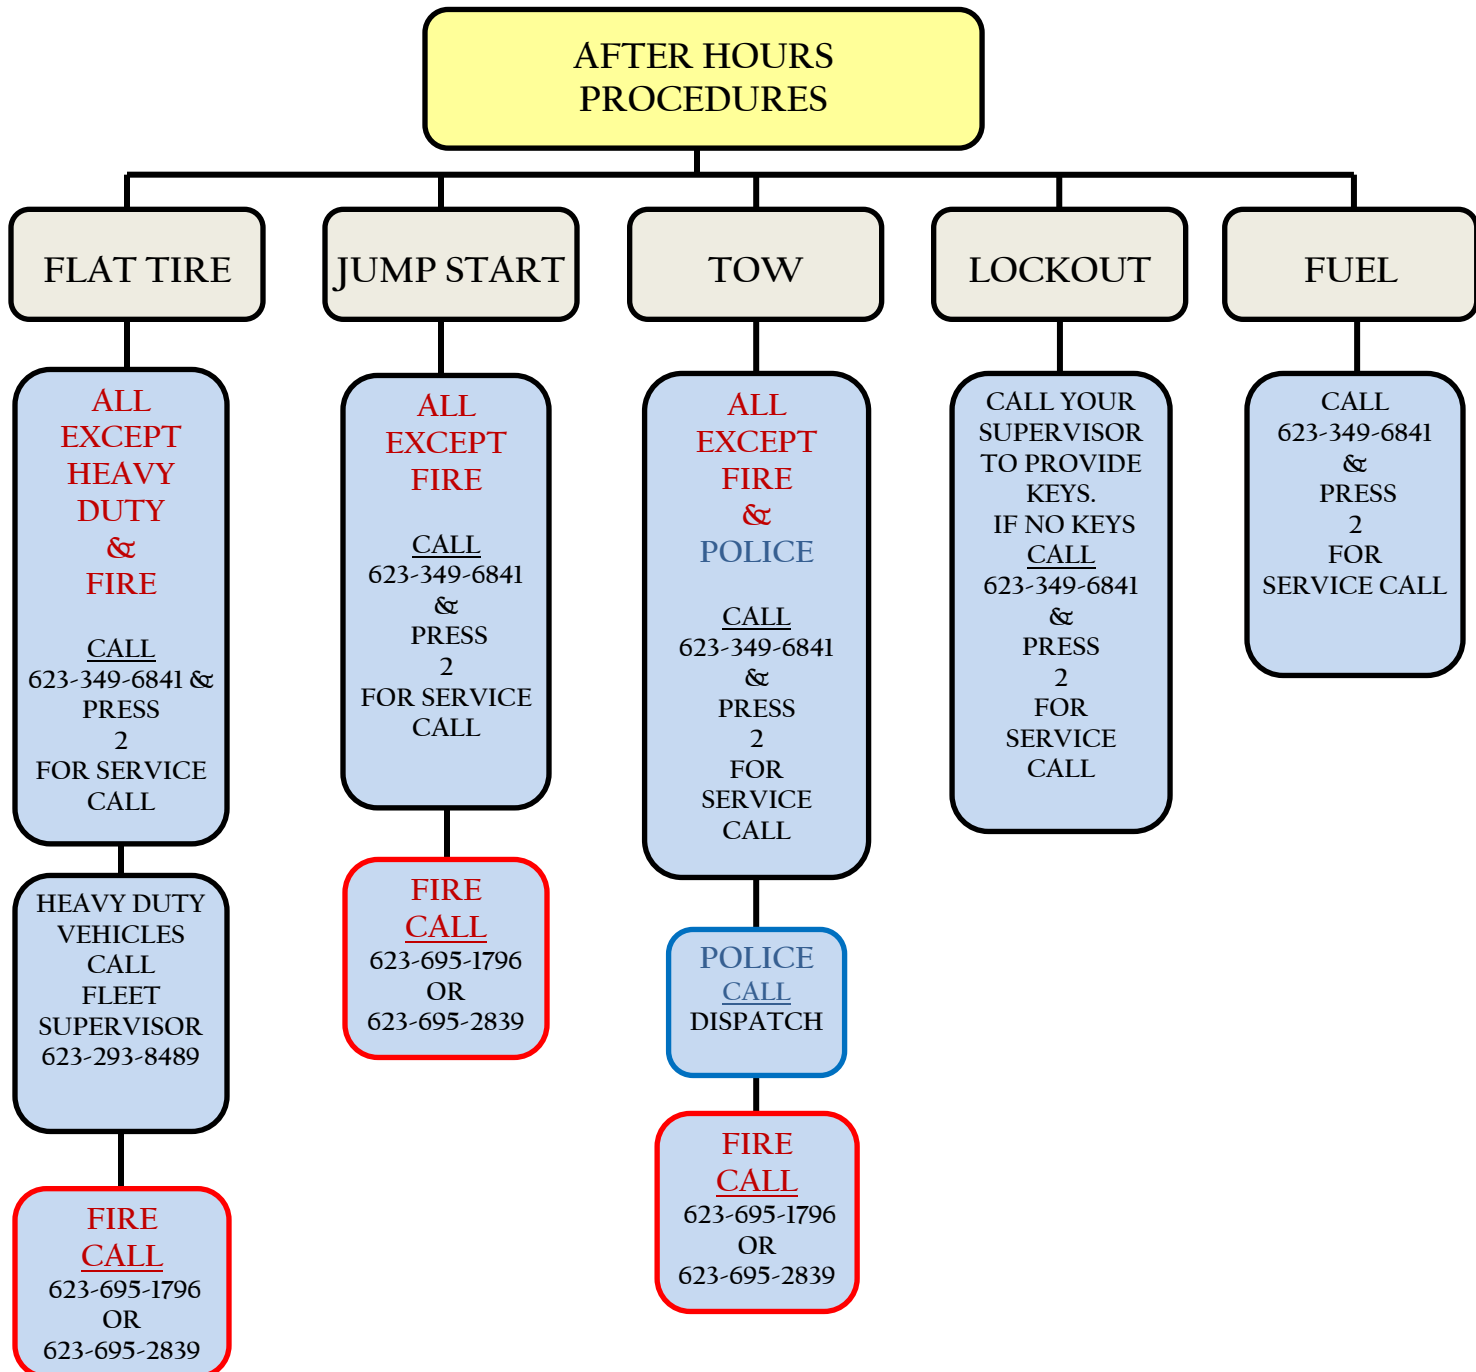 AFTER HOURS
PROCEDURES
FLAT TIRE
ALL
EXCEPT
HEAVY
DUTY
&
FIRE
CALL
623-349-6841 &
PRESS
2
FOR SERVICE
CALL
HEAVY DUTY
VEHICLES
CALL
FLEET
SUPERVISOR
623-293-8489
FIRE
CALL
623-695-1796
OR
623-695-2839
JUMP START
ALL
EXCEPT
FIRE
CALL
623-349-6841
&
PRESS
2
FOR SERVICE
CALL
FIRE
CALL
623-695-1796
OR
623-695-2839
TOW
ALL
EXCEPT
FIRE
&
POLICE
CALL
623-349-6841
&
PRESS
2
FOR
SERVICE
CALL
POLICE
CALL
DISPATCH
FIRE
CALL
623-695-1796
OR
623-695-2839
LOCKOUT
CALL YOUR
SUPERVISOR
TO PROVIDE
KEYS.
IF NO KEYS
CALL
623-349-6841
&
PRESS
2
FOR
SERVICE
CALL
FUEL
CALL
623-349-6841
&
PRESS
2
FOR
SERVICE CALL